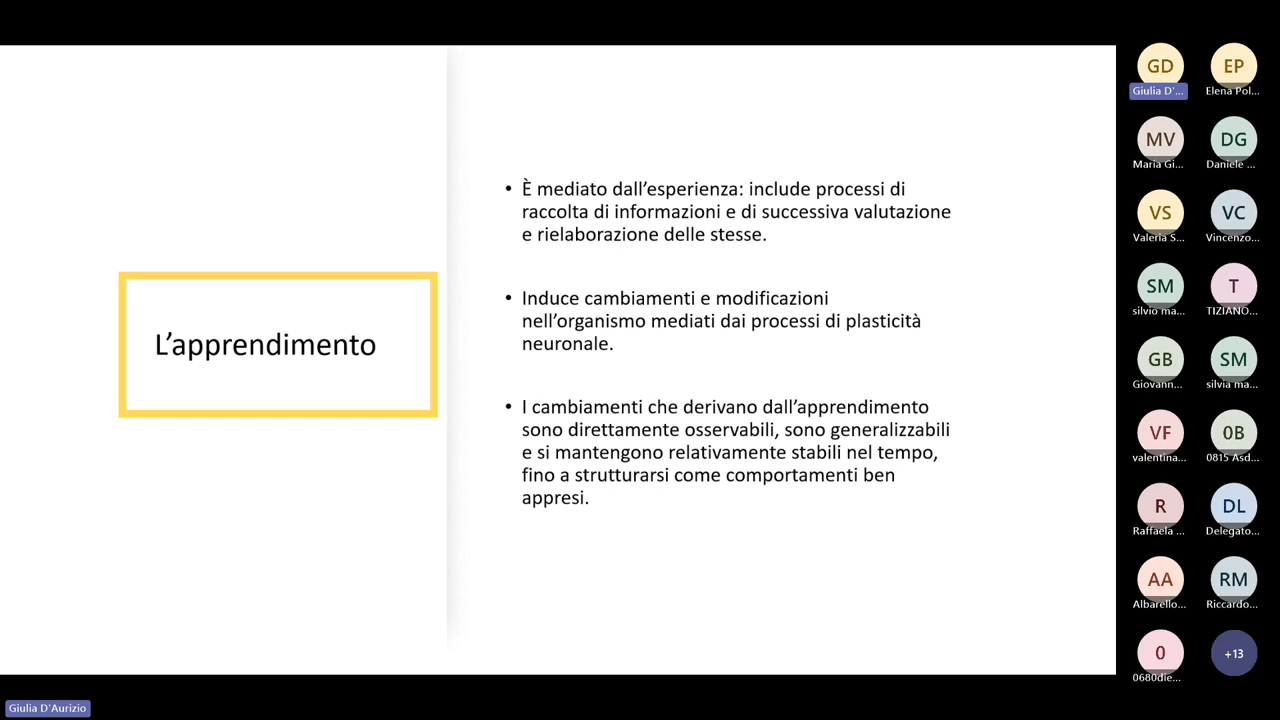 L'apprendimento
• È mediato dall'esperienza: include processi di
raccolta di informazioni e di successiva valutazione
e rielaborazione delle stesse.
• Induce cambiamenti e modificazioni
nell'organismo mediati dai processi di plasticità
neuronale.
• I cambiamenti che derivano dall'apprendimento
sono direttamente osservabili, sono generalizzabili
e si mantengono relativamente stabili nel tempo,
fino a strutturarsi come comportamenti ben
appresi.
GD
Giulia D'...
EP
Elena Pol...
MV
Maria Gi...
DG
Daniele ...
VS
Valeria S...
VC
Vincenzo...
SM
silvio ma...
T
TIZIANO...
GB
Giovann...
SM
silvia ma...
VF
valentina...
0B
0815 Asd...
R
Raffaela ...
DL
Delegato...
AA
Albarello...
RM
Riccardo...
0
0680die...
+13
Giulia D'Aurizio